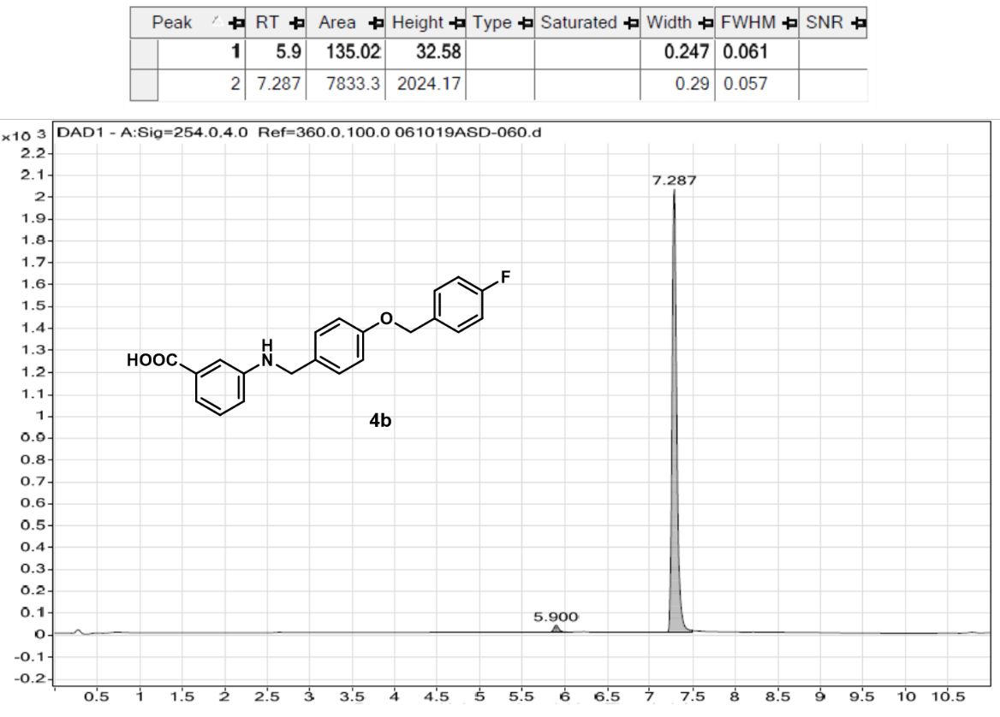 Peak RT Area Height Type Saturated Width FWHM SNR
1 5.9 135.02 32.58 0.247 0.061
2 7.287 7833.3 2024.17 0.29 0.057
x10 3 DAD1 - A:Sig=254.0,4.0 Ref=360.0,100.0 061019ASD-060.d
2.2
2.1
7.287
2
1.9
1.8
1.7
1.6
F
1.5
O
1.4
H
1.3
HOOC
N
1.2
1.1
1
4b
0.9
0.8
0.7
0.6
0.5
0.4
0.3
0.2
0.1
5.900
0
-0.1
-0.2
0.5 1 1.5 2 2.5 3 3.5 4 4.5 5 5.5 6 6.5 7 7.5 8 8.5 9 9.5 10 10.5